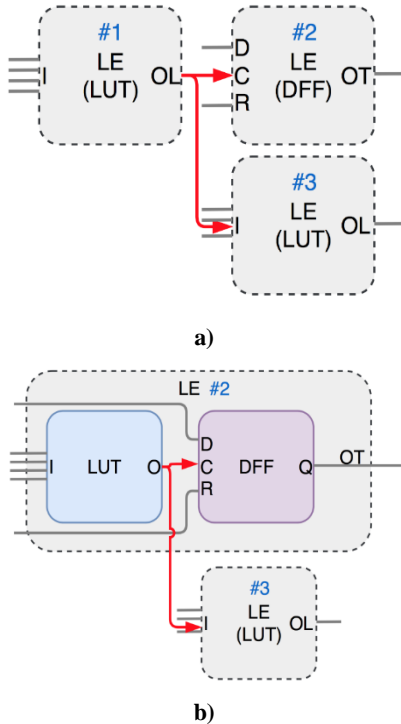 #1
LE
(LUT)
I
OL
#2
LE
(DFF)
D
C
R
OT
#3
LE
(LUT)
I
OL
a)
LE #2
I
LUT
O
D
C
R
DFF
Q
OT
#3
LE
(LUT)
I
OL
b)